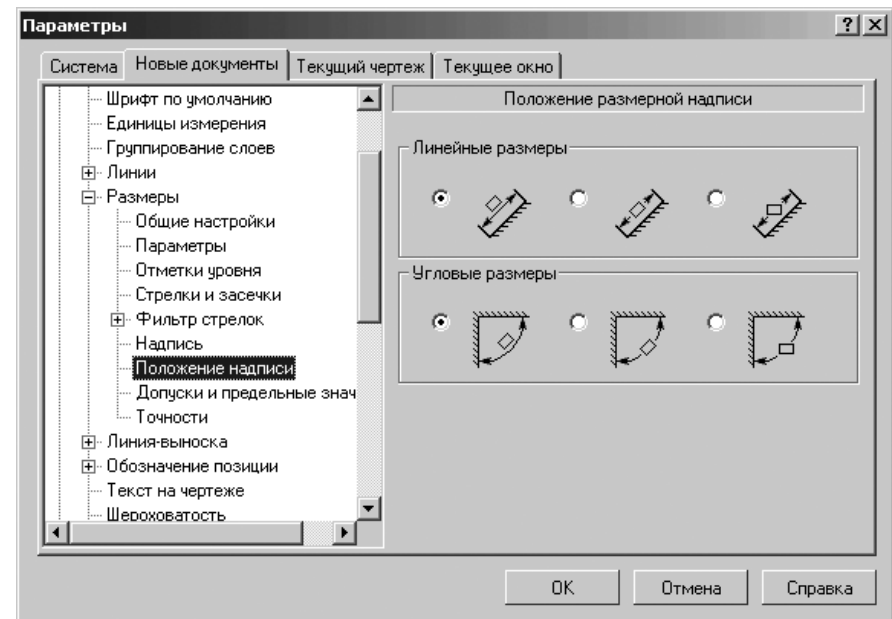 Параметры
Система Новые документы Текущий чертеж Текущее окно
Шрифт по умолчанию
Единицы измерения
Группирование слоев
Линии
Размеры
Общие настройки
Параметры
Отметки уровня
Стрелки и засечки
Фильтр стрелок
Надпись
Положение надписи
Допуски и предельные знач
Точности
Линия-выноска
Обозначение позиции
Текст на чертеже
Шероховатость
Положение размерной надписи
Линейные размеры
Угловые размеры
OK Отмена Справка